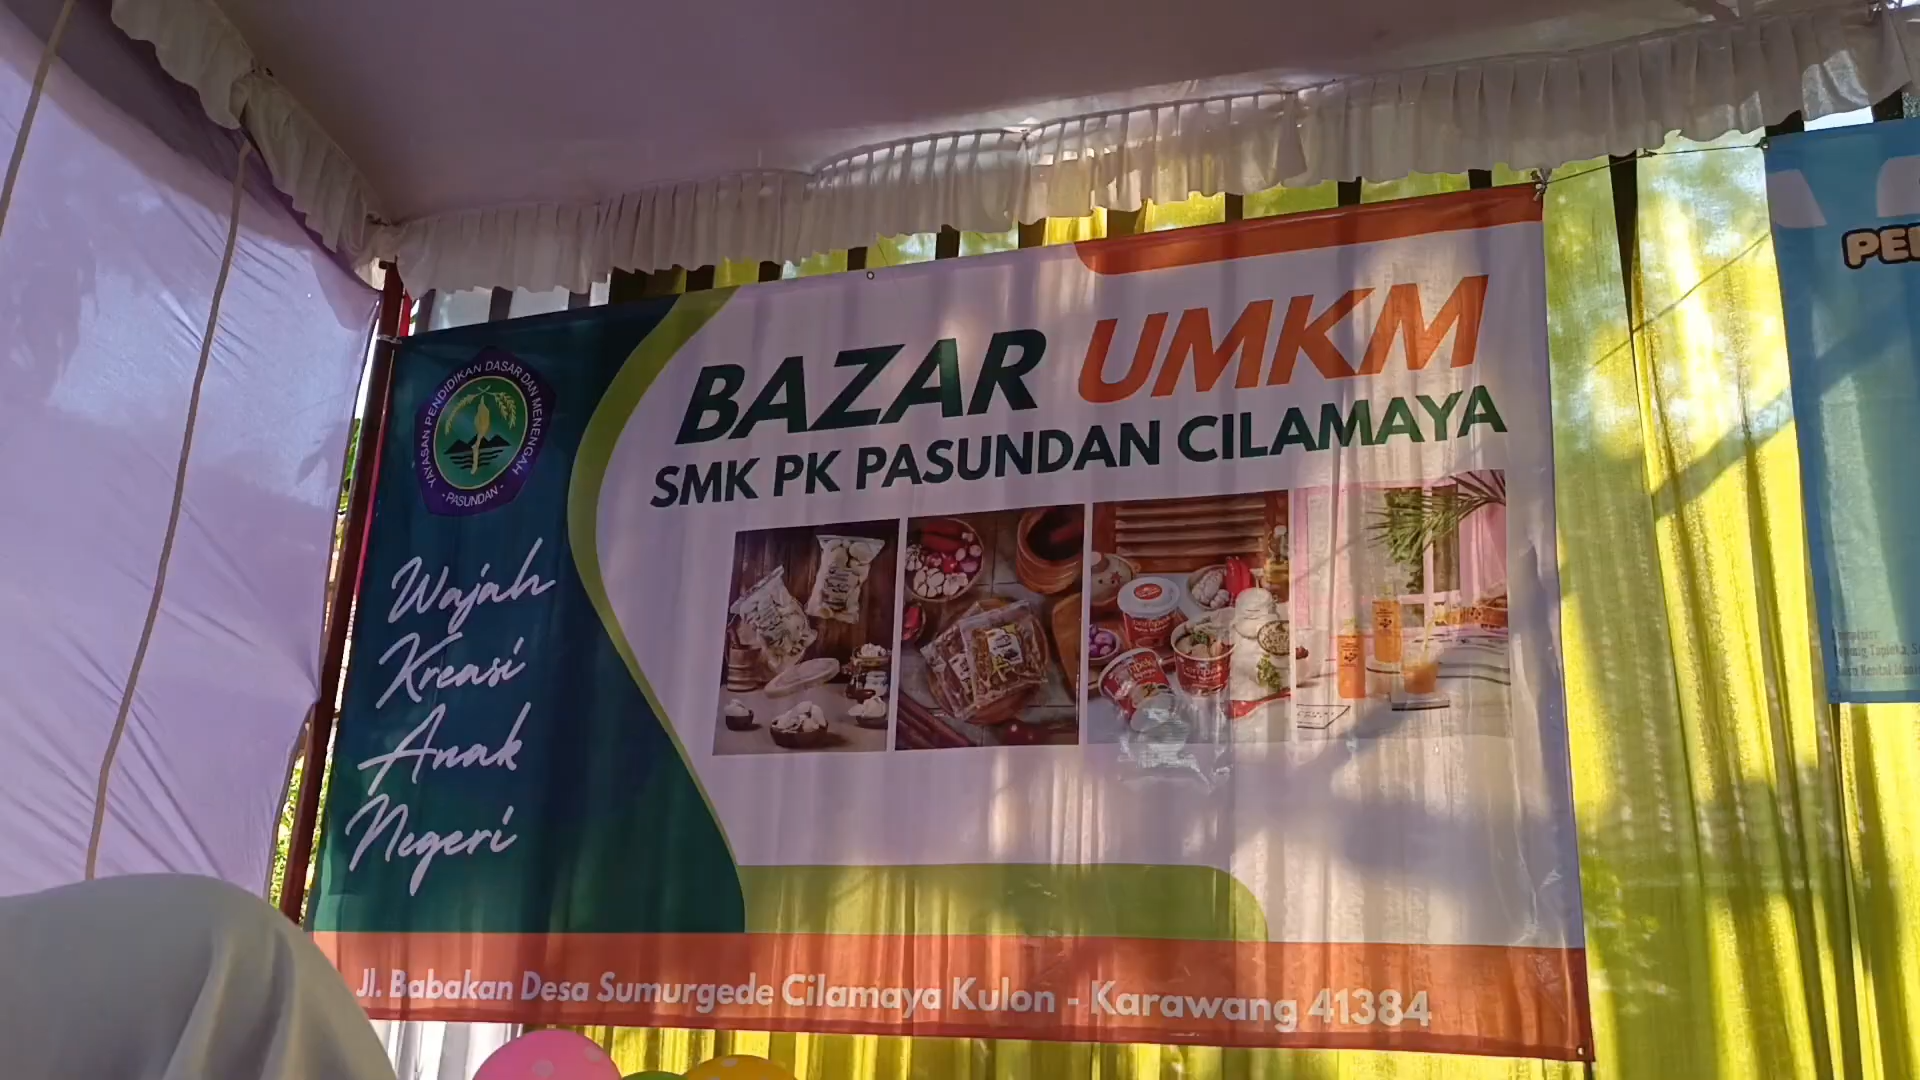 BAZAR UMKM
SMK PK PASUNDAN CILAMAYA
YAYASAN PENDIDIKAN DASAR DAN MENENGAH
- PASUNDAN -
Wajah
Kreasi
Anak
Negeri
Jl. Babakan Desa Sumurgede Cilamaya Kulon - Karawang 41384